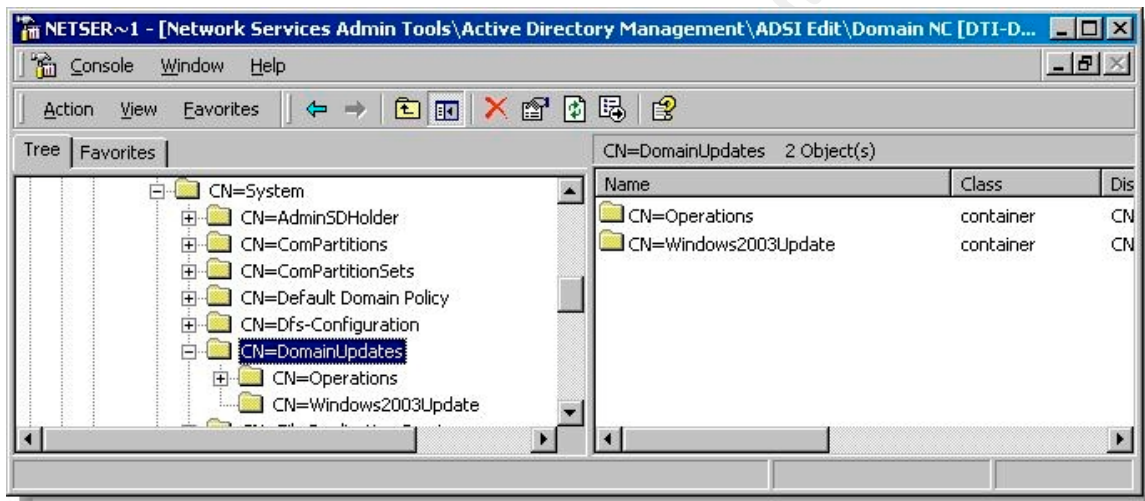 NETSER~1 - [Network Services Admin Tools\Active Directory Management\ADSI Edit\Domain NC [DTI-D...
Console Window Help
Action View Favorites
Tree Favorites
CN=DomainUpdates 2 Object(s)
CN=System
CN=AdminSDHolder
CN=ComPartitions
CN=ComPartitionSets
CN=Default Domain Policy
CN=Dfs-Configuration
CN=DomainUpdates
CN=Operations
CN=Windows2003Update
Name Class Dis
CN=Operations container CN
CN=Windows2003Update container CN